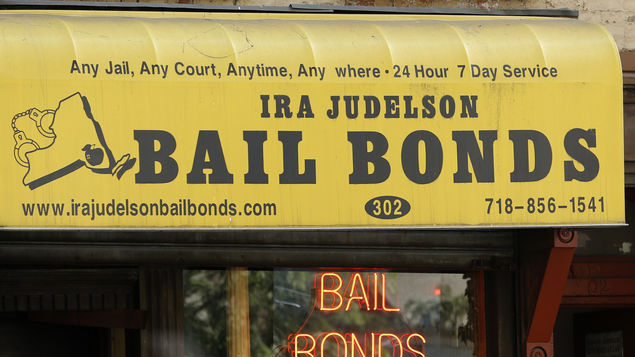 Any Jail, Any Court, Anytime, Any where • 24 Hour 7 Day Service
IRA JUDELSON
BAIL BONDS
www.irajudelsonbailbonds.com 302 718-856-1541
BAIL
BONDS